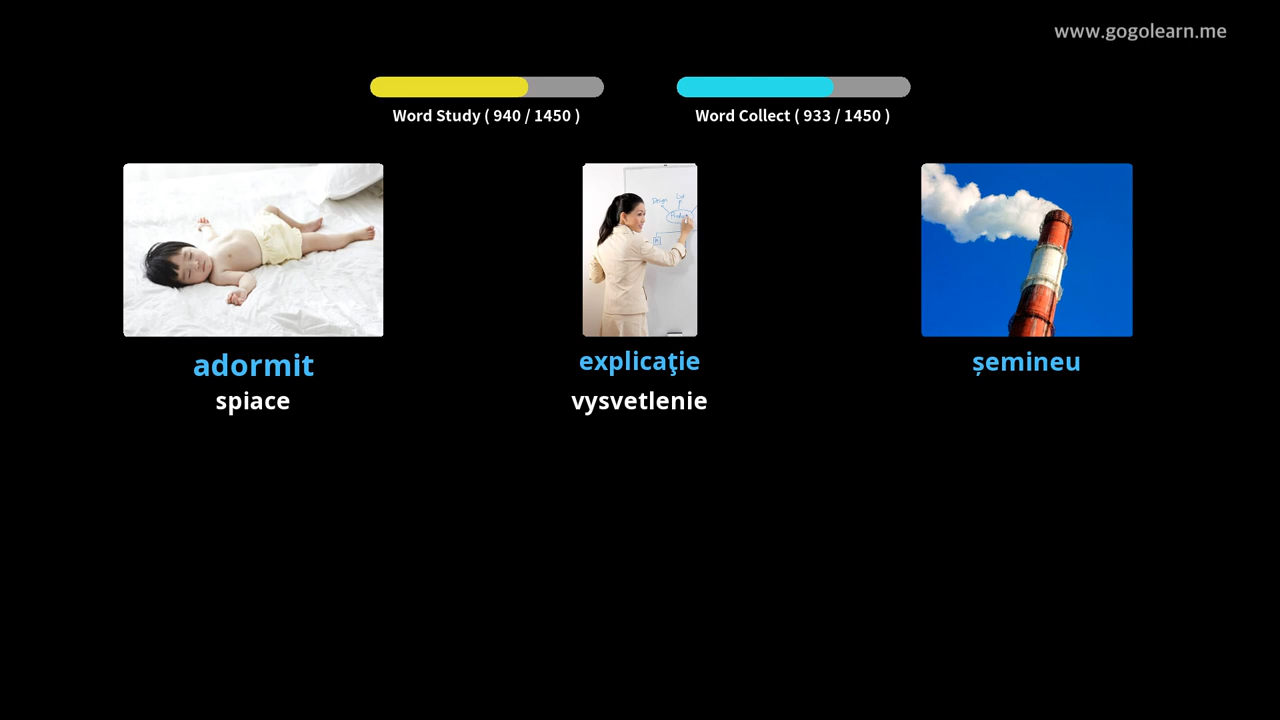 www.gogolearn.me
Word Study ( 940 / 1450 )
Word Collect ( 933 / 1450 )
adormit
spiace
explicaţie
vysvetlenie
șemineu